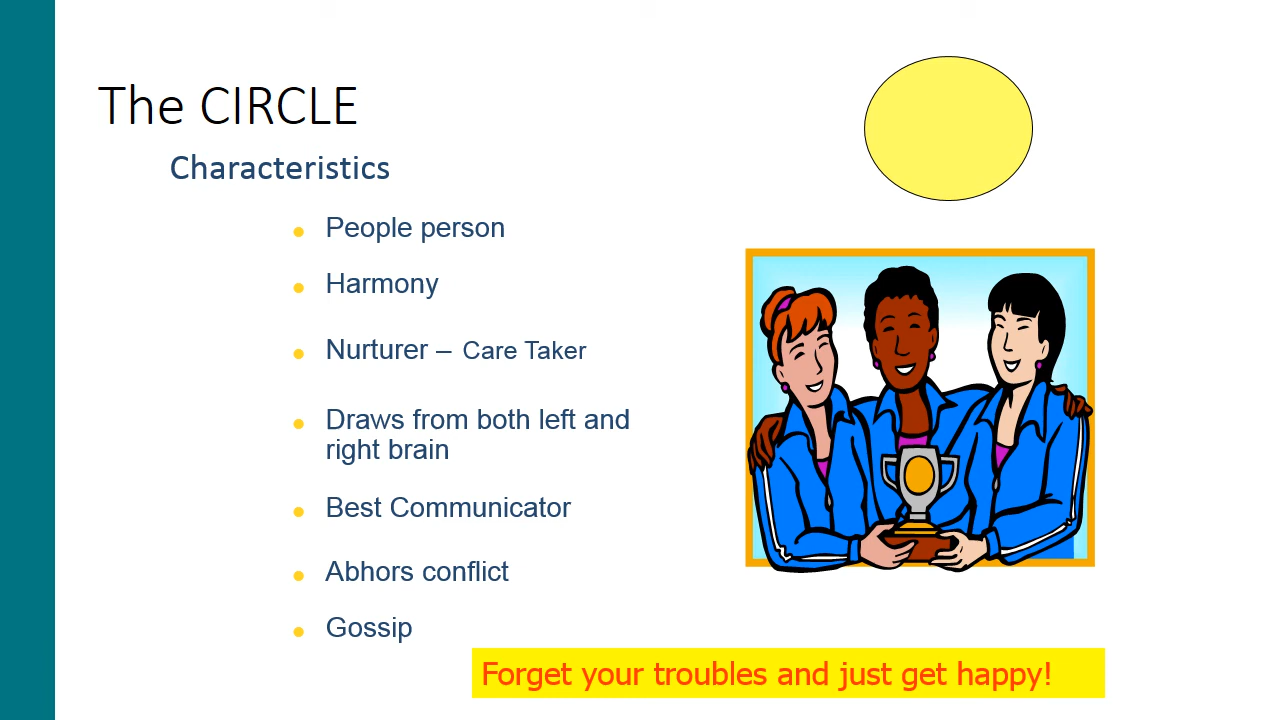 The CIRCLE
Characteristics
People person
Harmony
Nurturer – Care Taker
Draws from both left and
right brain
Best Communicator
Abhors conflict
Gossip
Forget your troubles and just get happy!